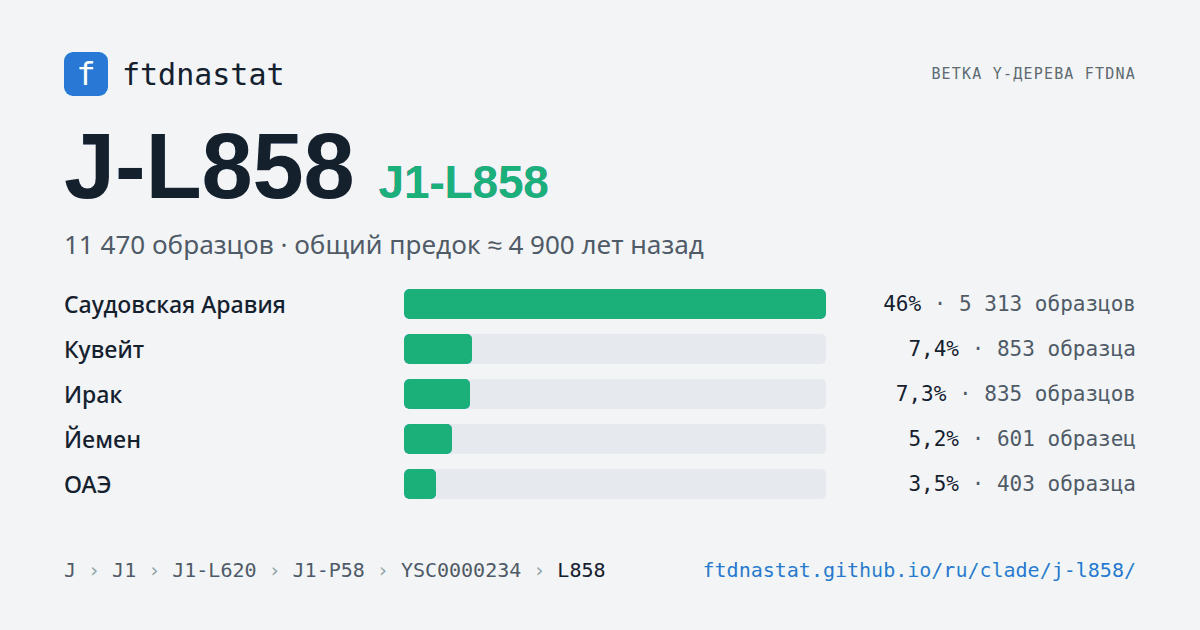 f ftdnastat
ВЕТКА Y-ДЕРЕВА FTDNA
J-L858 J1-L858
11 470 образцов · общий предок ≈ 4 900 лет назад
Саудовская Аравия 46% · 5 313 образцов
Кувейт 7,4% · 853 образца
Ирак 7,3% · 835 образцов
Йемен 5,2% · 601 образец
ОАЭ 3,5% · 403 образца
J › J1 › J1-L620 › J1-P58 › YSC0000234 › L858
ftdnastat.github.io/ru/clade/j-l858/